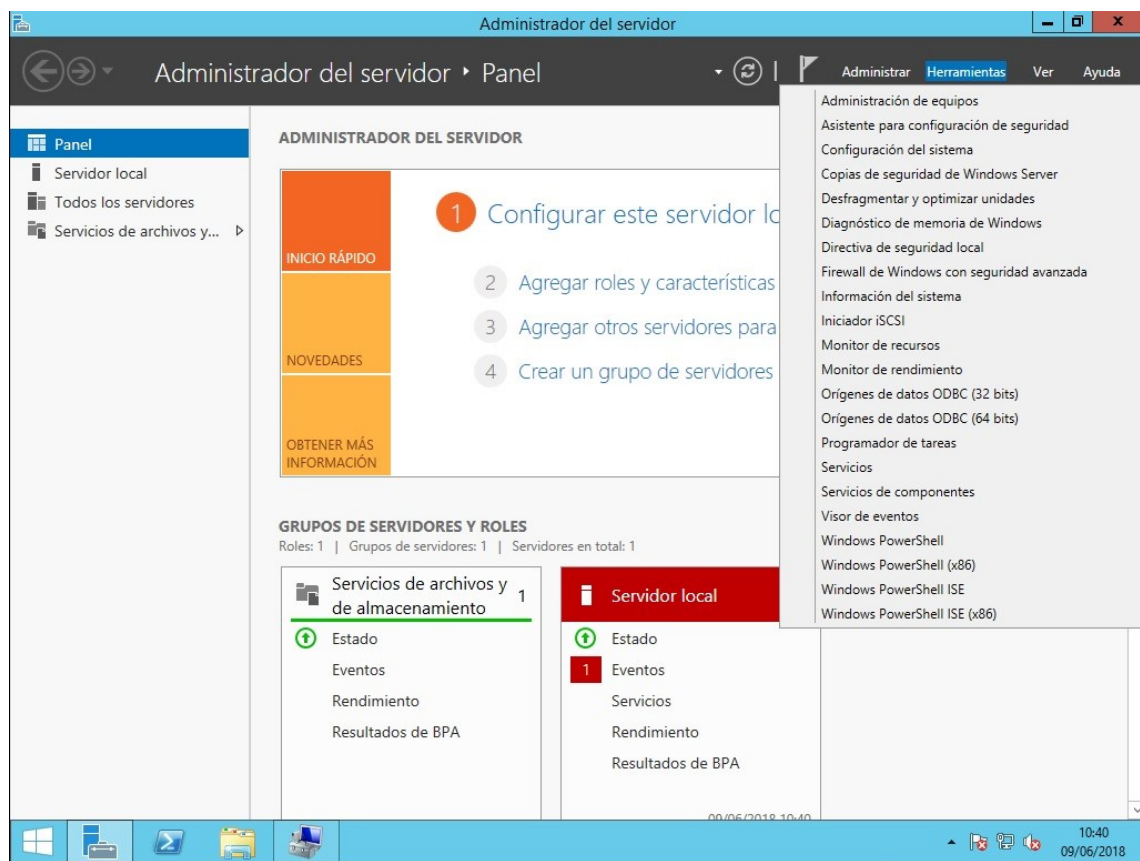 Administrador del servidor
Administrador del servidor ‣ Panel
Administrar Herramientas Ver Ayuda
Panel
Servidor local
Todos los servidores
Servicios de archivos y...
ADMINISTRADOR DEL SERVIDOR
INICIO RÁPIDO
NOVEDADES
OBTENER MÁS
INFORMACIÓN
1 Configurar este servidor lo
2 Agregar roles y características
3 Agregar otros servidores para
4 Crear un grupo de servidores
Administración de equipos
Asistente para configuración de seguridad
Configuración del sistema
Copias de seguridad de Windows Server
Desfragmentar y optimizar unidades
Diagnóstico de memoria de Windows
Directiva de seguridad local
Firewall de Windows con seguridad avanzada
Información del sistema
Iniciador iSCSI
Monitor de recursos
Monitor de rendimiento
Orígenes de datos ODBC (32 bits)
Orígenes de datos ODBC (64 bits)
Programador de tareas
Servicios
Servicios de componentes
Visor de eventos
Windows PowerShell
Windows PowerShell (x86)
Windows PowerShell ISE
Windows PowerShell ISE (x86)
GRUPOS DE SERVIDORES Y ROLES
Roles: 1 | Grupos de servidores: 1 | Servidores en total: 1
Servicios de archivos y
de almacenamiento
1
Estado
Eventos
Rendimiento
Resultados de BPA
Servidor local
Estado
1 Eventos
Servicios
Rendimiento
Resultados de BPA
09/06/2018 10:40
10:40
09/06/2018